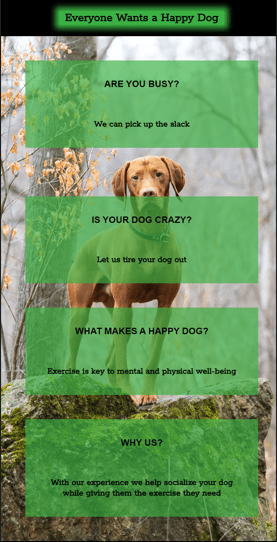 Everyone Wants a Happy Dog
ARE YOU BUSY?
We can pick up the slack
IS YOUR DOG CRAZY?
Let us tire your dog out
WHAT MAKES A HAPPY DOG?
Exercise is key to mental and physical well-being
WHY US?
With our experience we help socialize your dog
while giving them the exercise they need